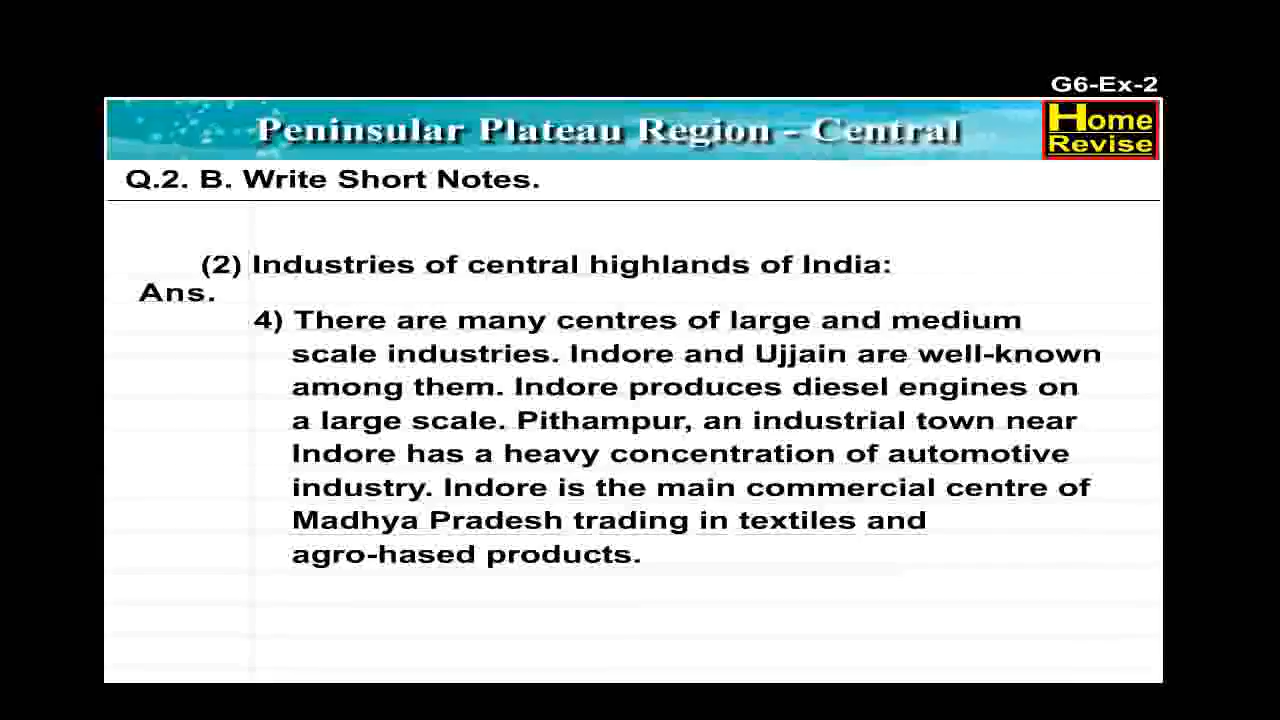 G6-Ex-2
Peninsular Plateau Region - Central
Home
Revise
Q.2. B. Write Short Notes.
(2) Industries of central highlands of India:
Ans.
4) There are many centres of large and medium
scale industries. Indore and Ujjain are well-known
among them. Indore produces diesel engines on
a large scale. Pithampur, an industrial town near
Indore has a heavy concentration of automotive
industry. Indore is the main commercial centre of
Madhya Pradesh trading in textiles and
agro-hased products.